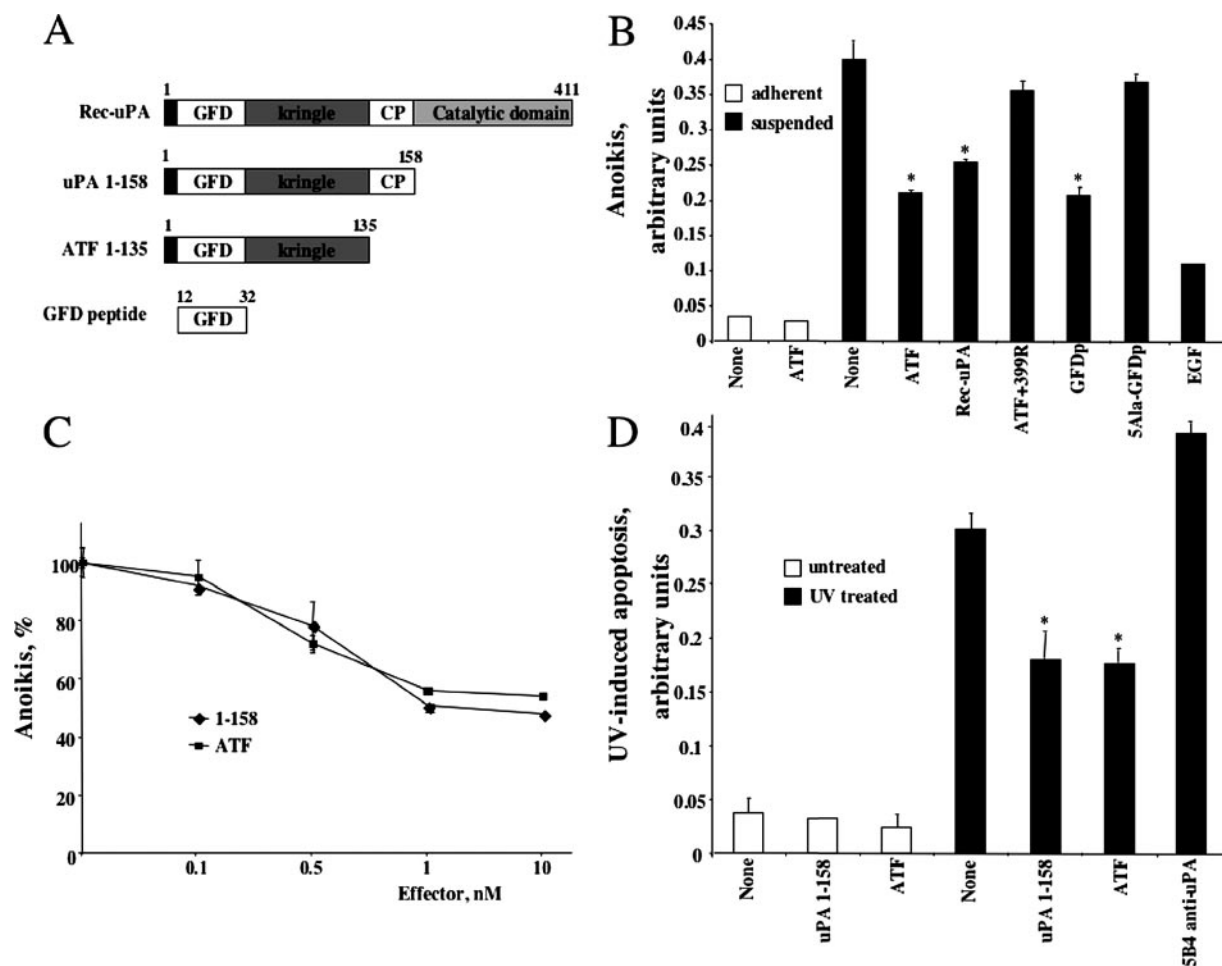 A
1
411
Rec-uPA
GFD
kringle
CP
Catalytic domain
1
158
uPA 1-158
GFD
kringle
CP
1
135
ATF 1-135
GFD
kringle
12
32
GFD peptide
GFD
B
Anoikis,
arbitrary units
0.45
0.4
0.35
0.3
0.25
0.2
0.15
0.1
0.05
0
adherent
suspended
*
*
*
None
ATF
None
ATF
Rec-uPA
ATF+399R
GFDp
5Ala-GFDp
EGF
C
Anoikis, %
100
80
60
40
20
0
1-158
ATF
0.1
0.5
1
10
Effector, nM
D
UV-induced apoptosis,
arbitrary units
0.4
0.35
0.3
0.25
0.2
0.15
0.1
0.05
0
untreated
UV treated
*
*
None
uPA 1-158
ATF
None
uPA 1-158
ATF
5B4 anti-uPA